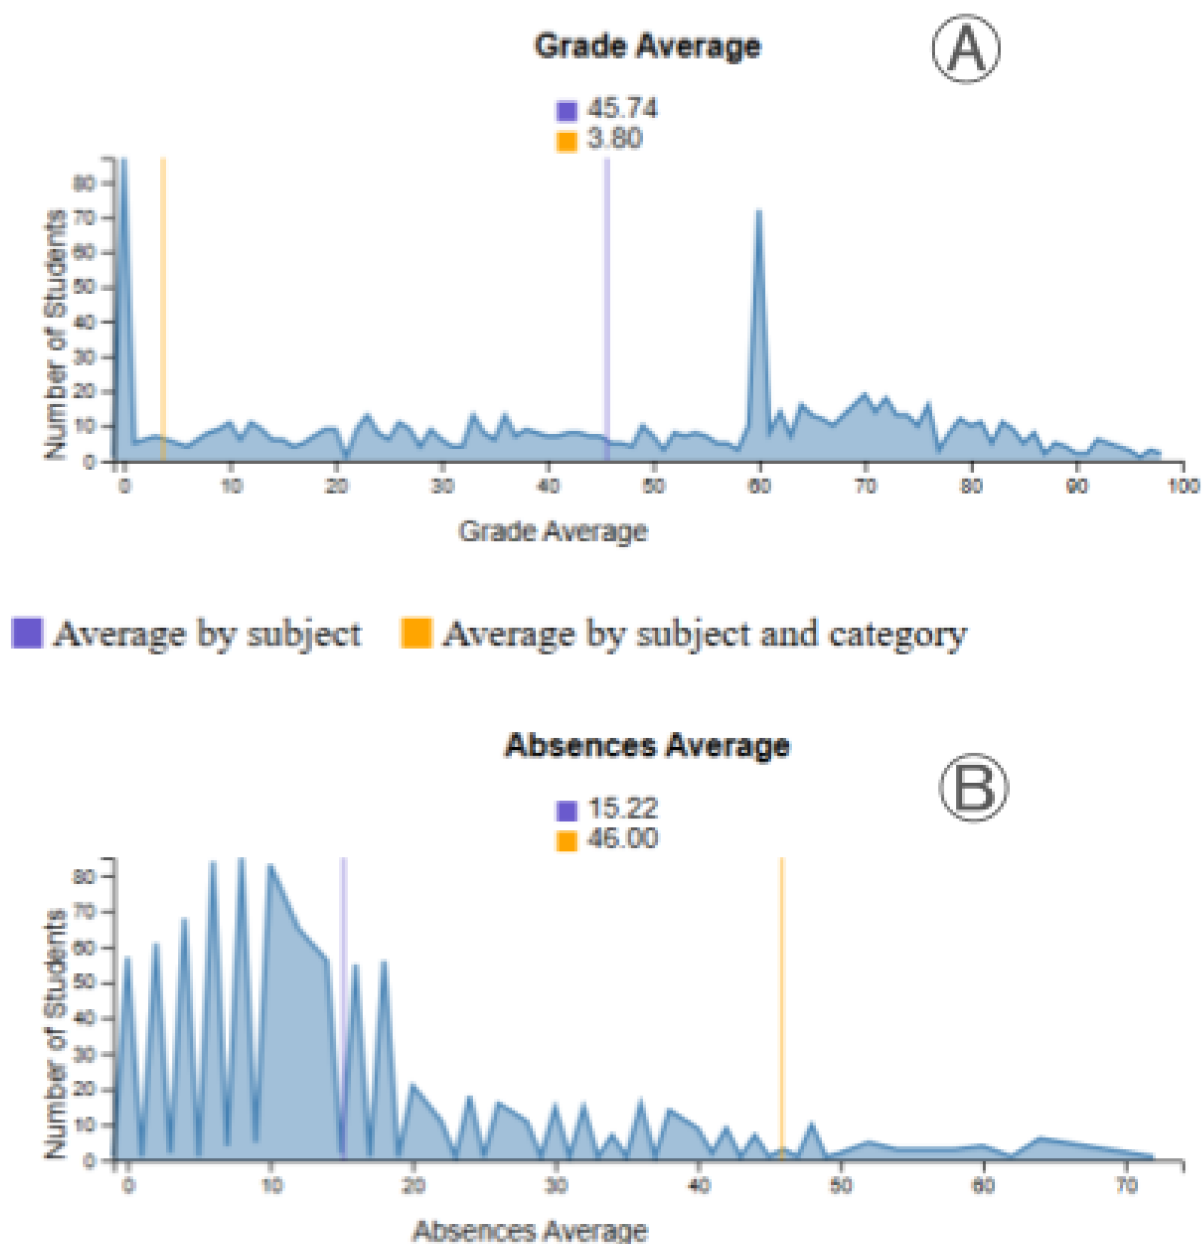 Grade Average
A
45.74
3.80
80
70
60
50
40
30
20
10
0
Number of Students
0 10 20 30 40 50 60 70 80 90 100
Grade Average
Average by subject Average by subject and category
Absences Average
B
15.22
46.00
80
70
60
50
40
30
20
10
0
Number of Students
0 10 20 30 40 50 60 70
Absences Average